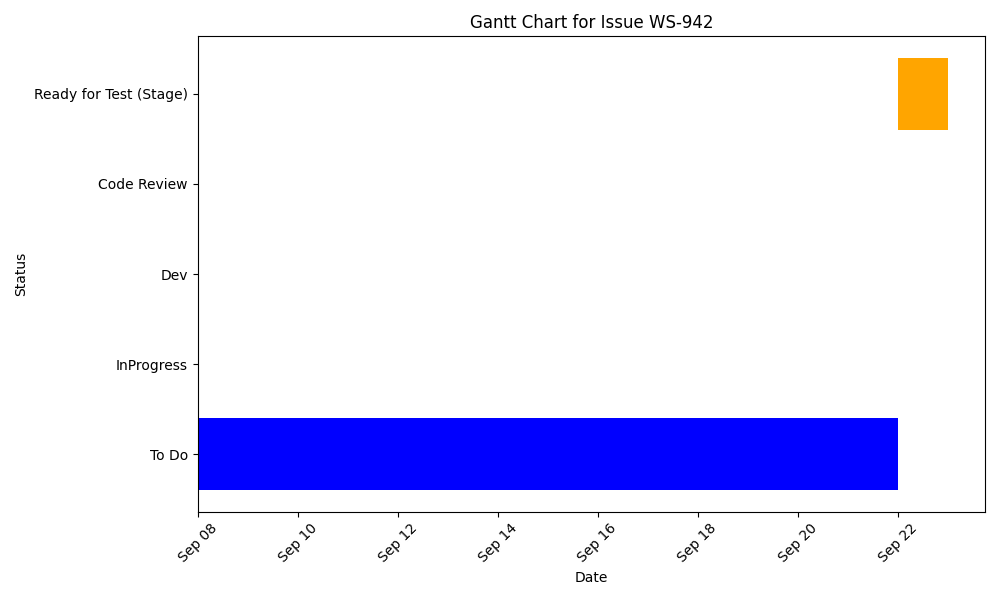 Gantt Chart for Issue WS-942
Ready for Test (Stage)
Code Review
Dev
InProgress
To Do
Status
Sep 08
Sep 10
Sep 12
Sep 14
Sep 16
Sep 18
Sep 20
Sep 22
Date